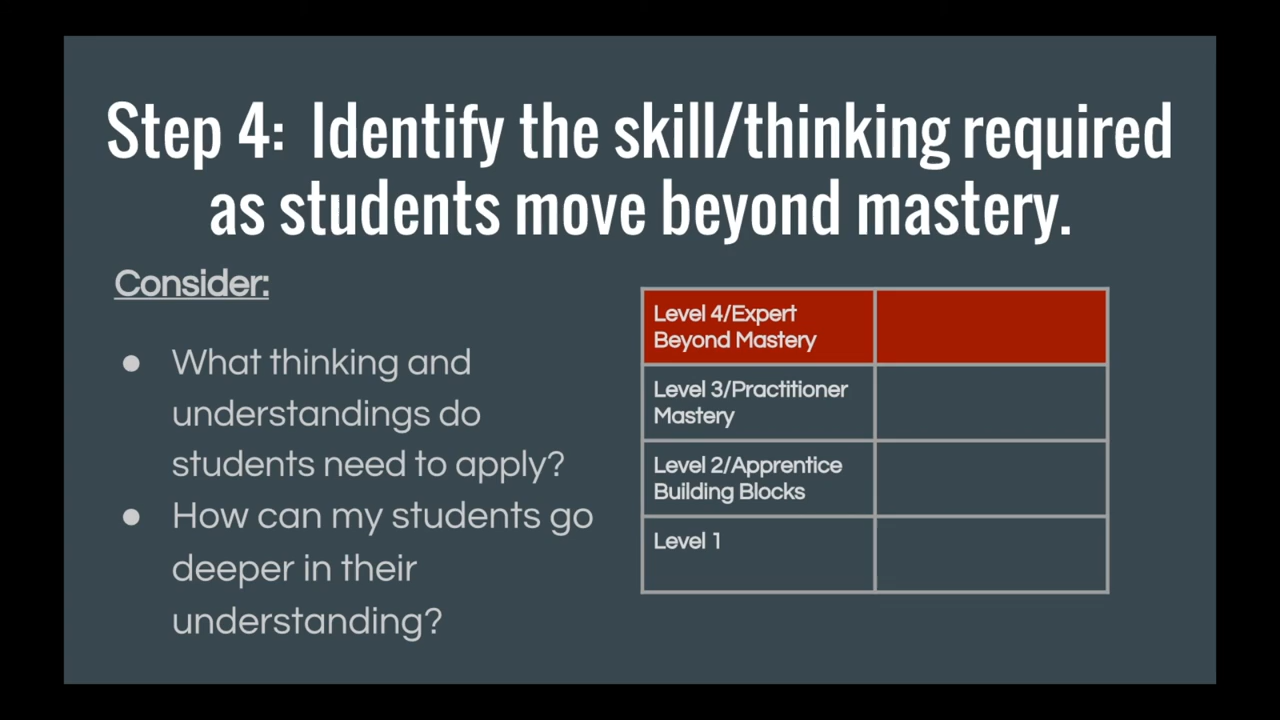 Step 4: Identify the skill/thinking required
as students move beyond mastery.
Consider:
● What thinking and
understandings do
students need to apply?
● How can my students go
deeper in their
understanding?
Level 4/Expert
Beyond Mastery
Level 3/Practitioner
Mastery
Level 2/Apprentice
Building Blocks
Level 1